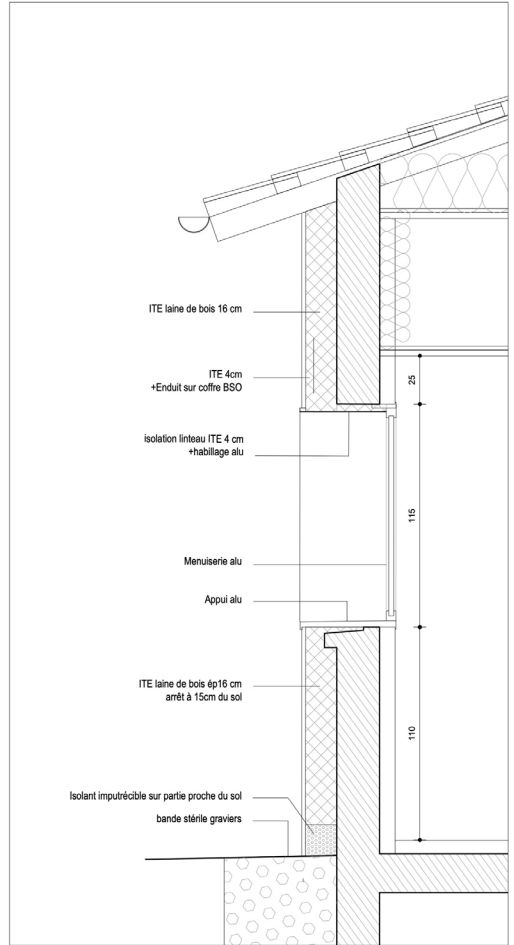 ITE laine de bois 16 cm
ITE 4cm
+Enduit sur coffre BSO
25
isolation linteau ITE 4 cm
+habillage alu
115
Menuiserie alu
Appui alu
ITE laine de bois ép16 cm
arrêt à 15cm du sol
110
Isolant imputrécible sur partie proche du sol
bande stérile graviers